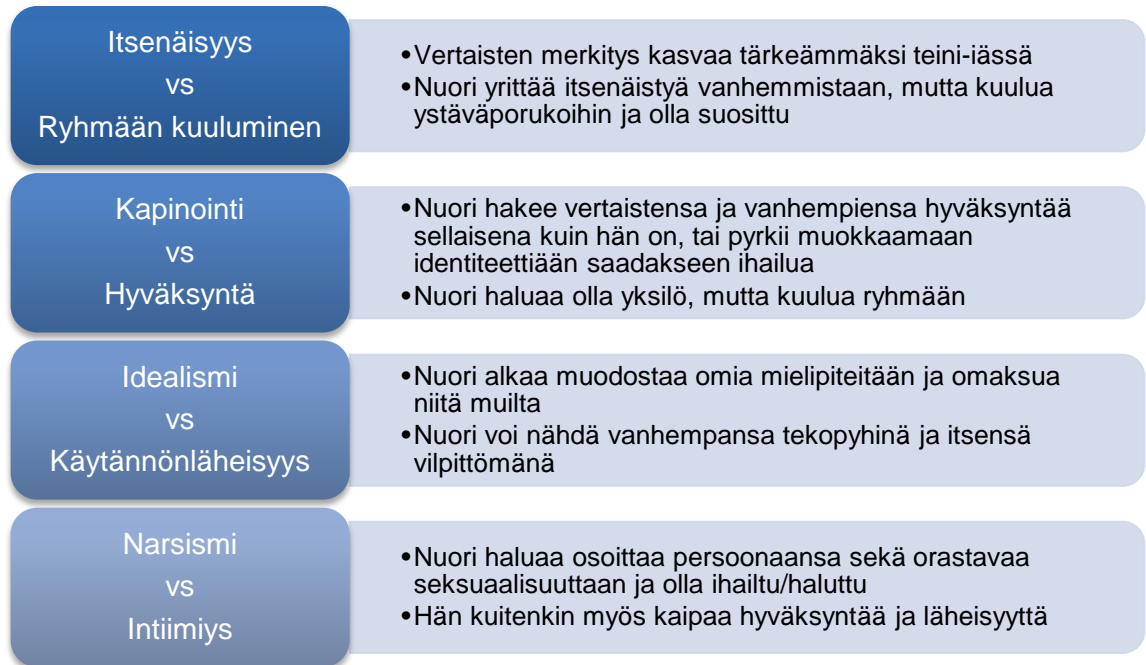 Itsenäisyys
vs
Ryhmään kuuluminen
•Vertaisten merkitys kasvaa tärkeämmäksi teini-iässä
•Nuori yrittää itsenäistyä vanhemmistaan, mutta kuulua
ystäväporukoihin ja olla suosittu
Kapinointi
vs
Hyväksyntä
•Nuori hakee vertaistensa ja vanhempiensa hyväksyntää
sellaisena kuin hän on, tai pyrkii muokkaamaan
identiteettiään saadakseen ihailua
•Nuori haluaa olla yksilö, mutta kuulua ryhmään
Idealismi
vs
Käytännönläheisyys
•Nuori alkaa muodostaa omia mielipiteitään ja omaksua
niitä muilta
•Nuori voi nähdä vanhempansa tekopyhinä ja itsensä
vilpittömänä
Narsismi
vs
Intiimiys
•Nuori haluaa osoittaa persoonaansa sekä orastavaa
seksuaalisuuttaan ja olla ihailtu/haluttu
•Hän kuitenkin myös kaipaa hyväksyntää ja läheisyyttä